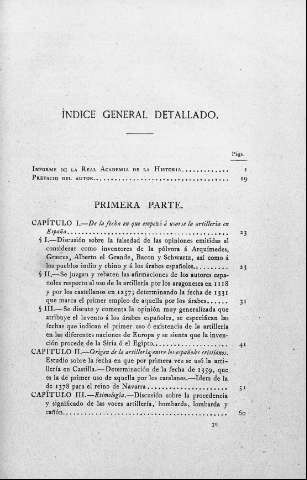 ÍNDICE GENERAL DETALLADO.
Págs.
INFORME DE LA REAL ACADEMIA DE LA HISTORIA............. 1
PREFACIO DEL AUTOR............. 19
PRIMERA PARTE.
CAPÍTULO I.—De la fecha en que empezó á usarse la artillería en
España............. 23
§ I.—Discusión sobre la falsedad de las opiniones emitidas al
considerar como inventores de la pólvora á Arquímedes,
Graecus, Alberto el Grande, Bacon y Schwartz, así como á
los pueblos indio y chino y á los árabes españoles.. 23
§ II.—Se juzgan y rebaten las afirmaciones de los autores espa-
ñoles respecto al uso de la artillería por los aragoneses en 1118
y por los castellanos en 1257; determinando la fecha de 1331
que marca el primer empleo de aquella por los árabes...... 31
§ III.—Se discute y comenta la opinión muy generalizada que
atribuye el invento á los árabes españoles, se especifican las
fechas que indican el primer uso ó existencia de la artillería
en las diferentes naciones de Europa y se sienta que la inven-
ción procede de la Siria ó el Egipto............. 41
CAPÍTULO II.—Origen de la artillería entre los españoles cristianos.
Estudio sobre la fecha en que por primera vez se usó la arti-
llería en Castilla.—Determinación de la fecha de 1359, que
es la de primer uso de aquella por los catalanes.—Idem de la
de 1378 para el reino de Navarra............. 51
CAPÍTULO III.—Etimología.—Discusión sobre la procedencia
y significado de las voces artillería, bombarda, lombarda y
cañón............. 60